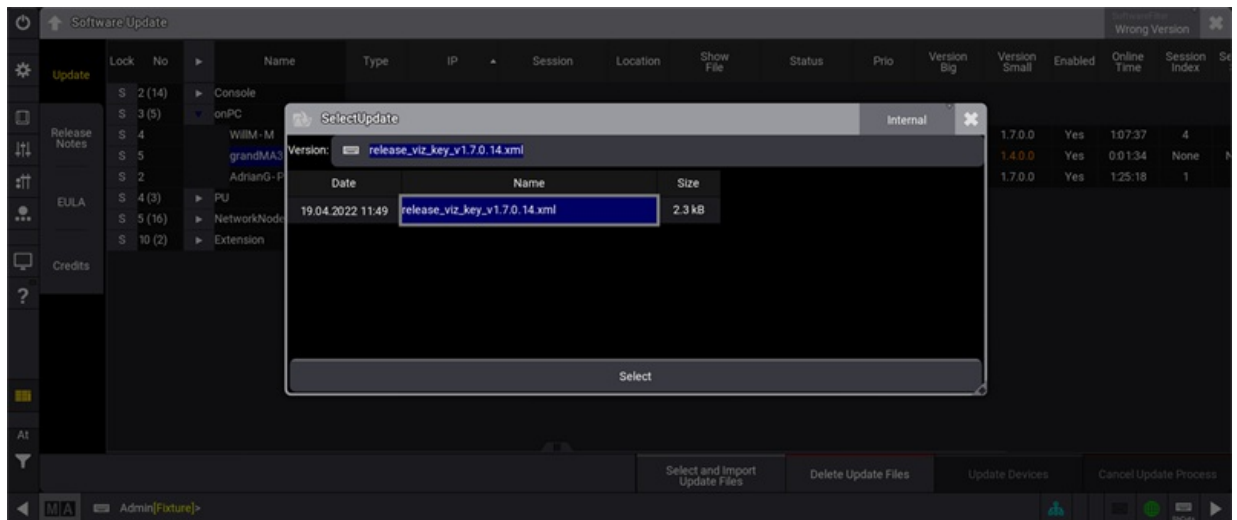 Software Update
SoftwareFilter
Wrong Version
Update
Release
Notes
EULA
Credits
Lock No Name Type IP Session Location Show File Status Prio Version Big Version Small Enabled Online Time Session Index Se
S 2 (14) Console
S 3 (5) onPC
S 4 WillM-M 1.7.0.0 Yes 1:07:37 4
S 5 grandMA3 1.4.0.0 Yes 0:01:34 None N
S 2 AdrianG-P 1.7.0.0 Yes 1:25:18 1
S 4 (3) PU
S 5 (16) NetworkNode
S 10 (2) Extension
SelectUpdate Internal
Version: release_viz_key_v1.7.0.14.xml
Date Name Size
19.04.2022 11:49 release_viz_key_v1.7.0.14.xml 2.3 kB
Select
?
At
Select and Import
Update Files
Delete Update Files
Update Devices
Cancel Update Process
MA Admin[Fixture]>